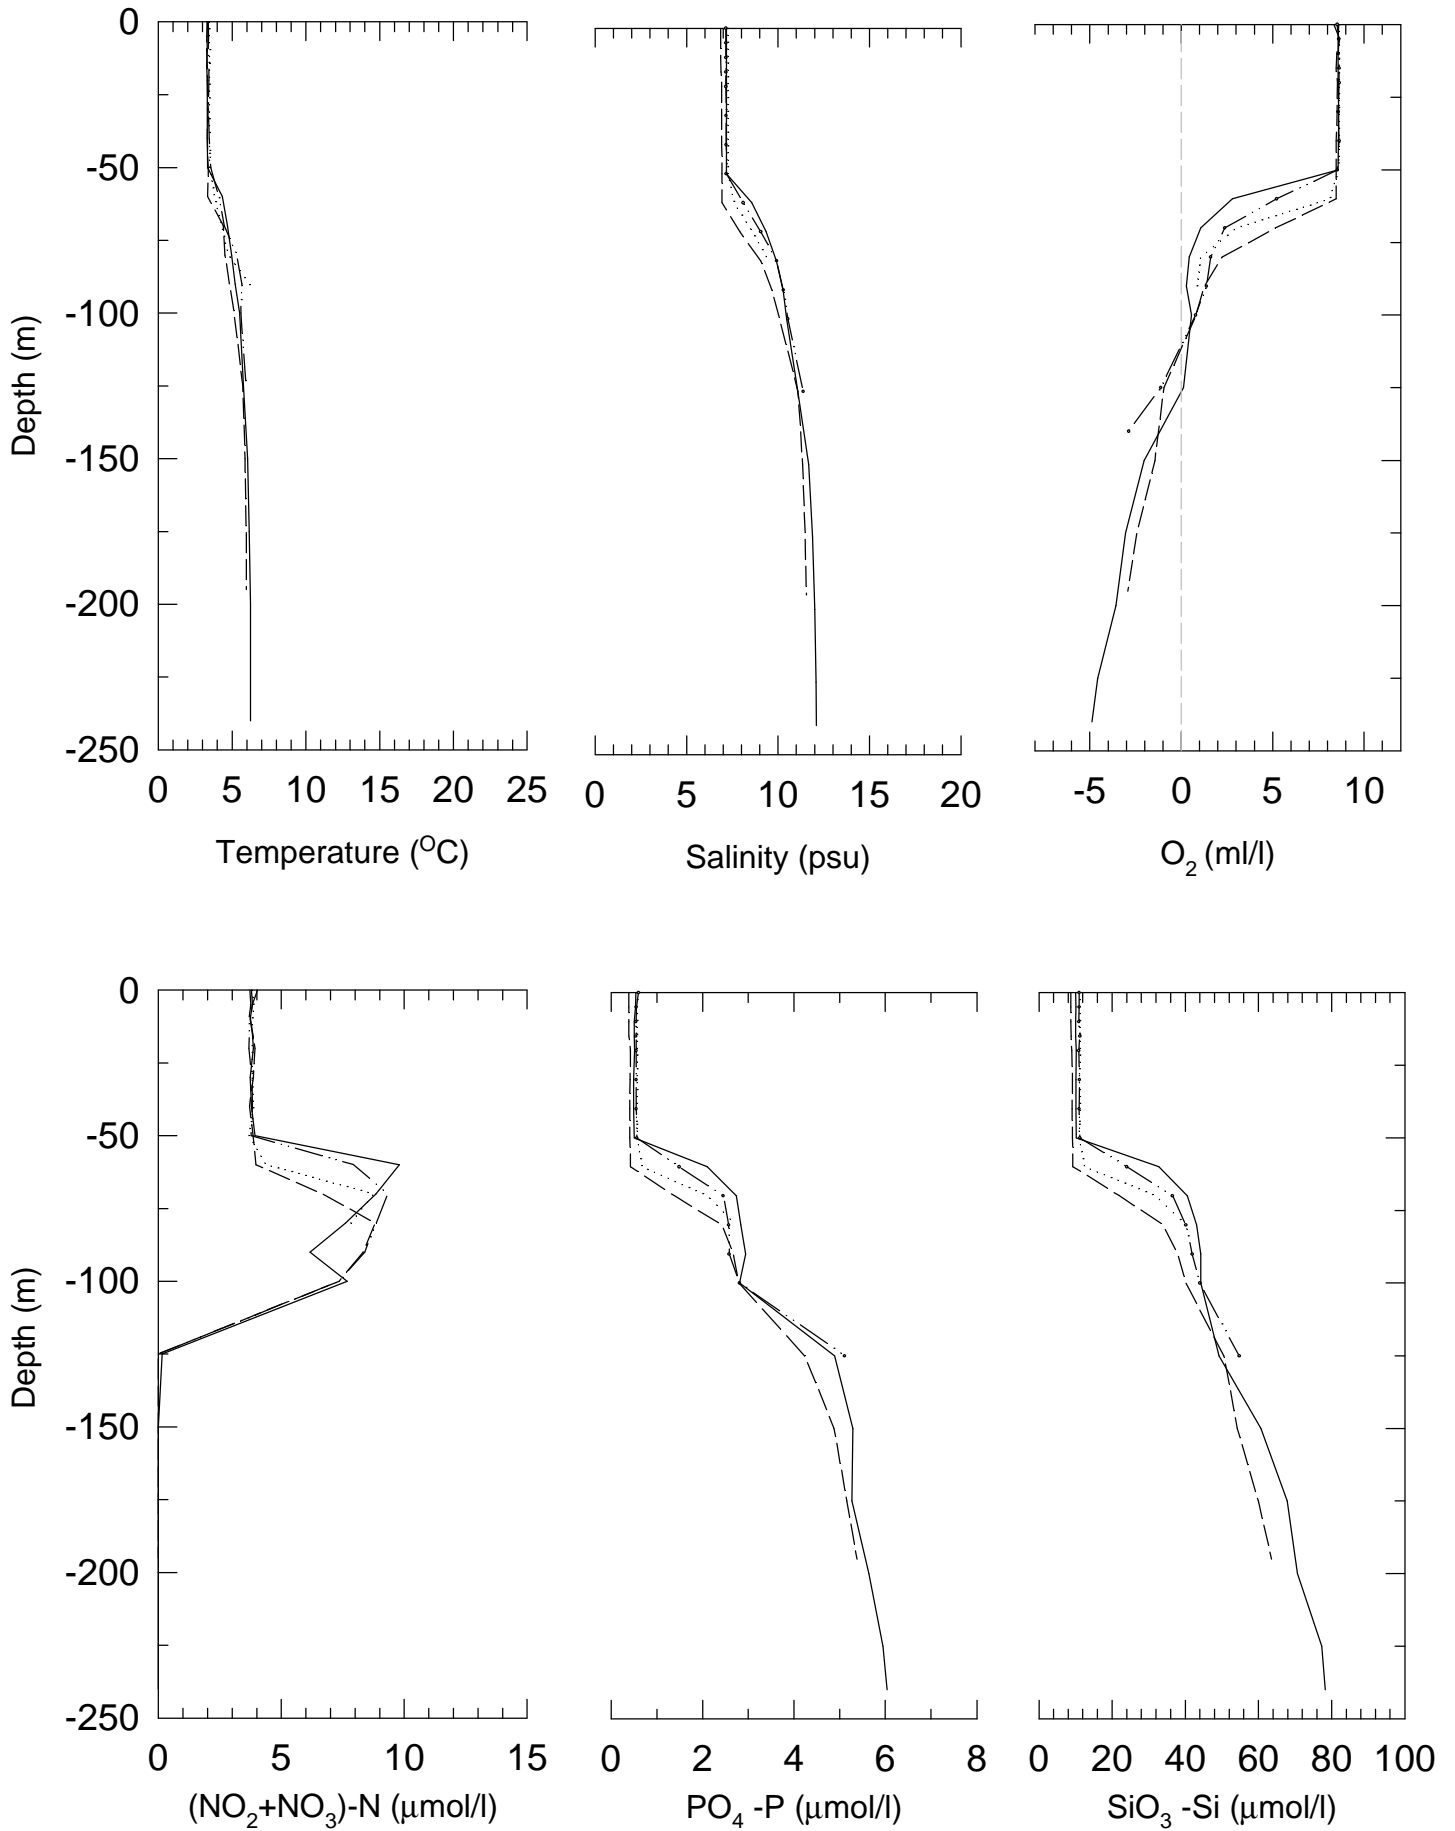 0
-50
-100
-150
-200
-250
Depth (m)
0 5 10 15 20 25
Temperature (ᴼC)
0 5 10 15 20
Salinity (psu)
-5 0 5 10
O₂ (ml/l)
0
-50
-100
-150
-200
-250
Depth (m)
0 5 10 15
(NO₂+NO₃)-N (μmol/l)
0 2 4 6 8
PO₄ -P (μmol/l)
0 20 40 60 80 100
SiO₃ -Si (μmol/l)